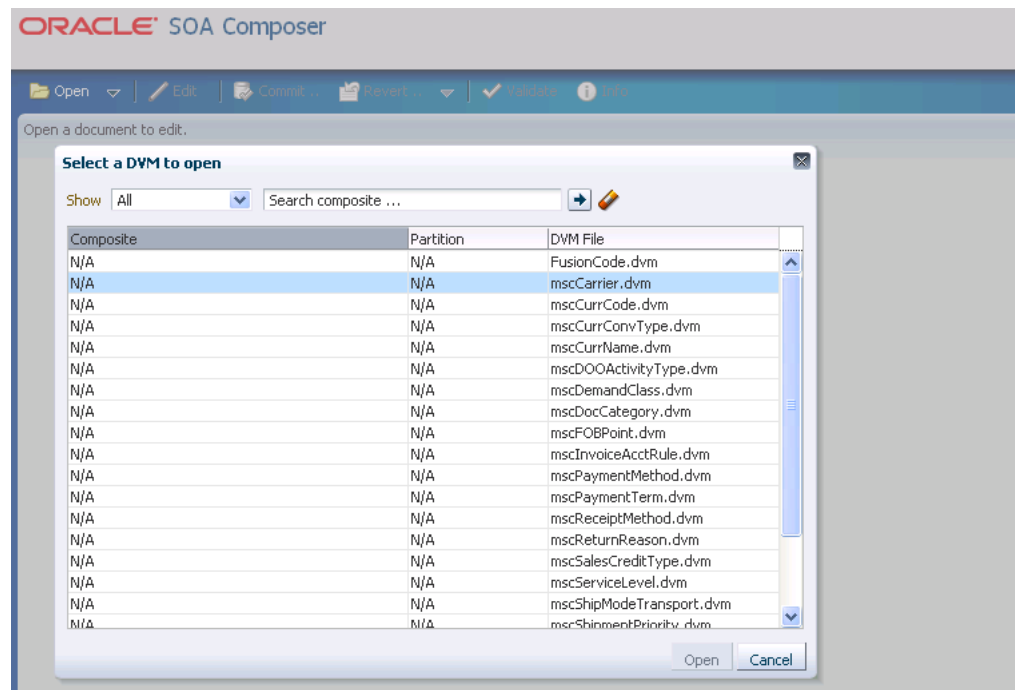 ORACLE SOA Composer
Open Edit Commit .. Revert .. Validate Info
Open a document to edit.
Select a DVM to open
Show All Search composite ...
Composite Partition DVM File
N/A N/A FusionCode.dvm
N/A N/A mscCarrier.dvm
N/A N/A mscCurrCode.dvm
N/A N/A mscCurrConvType.dvm
N/A N/A mscCurrName.dvm
N/A N/A mscDOOActivityType.dvm
N/A N/A mscDemandClass.dvm
N/A N/A mscDocCategory.dvm
N/A N/A mscFOBPoint.dvm
N/A N/A mscInvoiceAcctRule.dvm
N/A N/A mscPaymentMethod.dvm
N/A N/A mscPaymentTerm.dvm
N/A N/A mscReceiptMethod.dvm
N/A N/A mscReturnReason.dvm
N/A N/A mscSalesCreditType.dvm
N/A N/A mscServiceLevel.dvm
N/A N/A mscShipModeTransport.dvm
N/A N/A mscShipmentPriority.dvm
Open Cancel